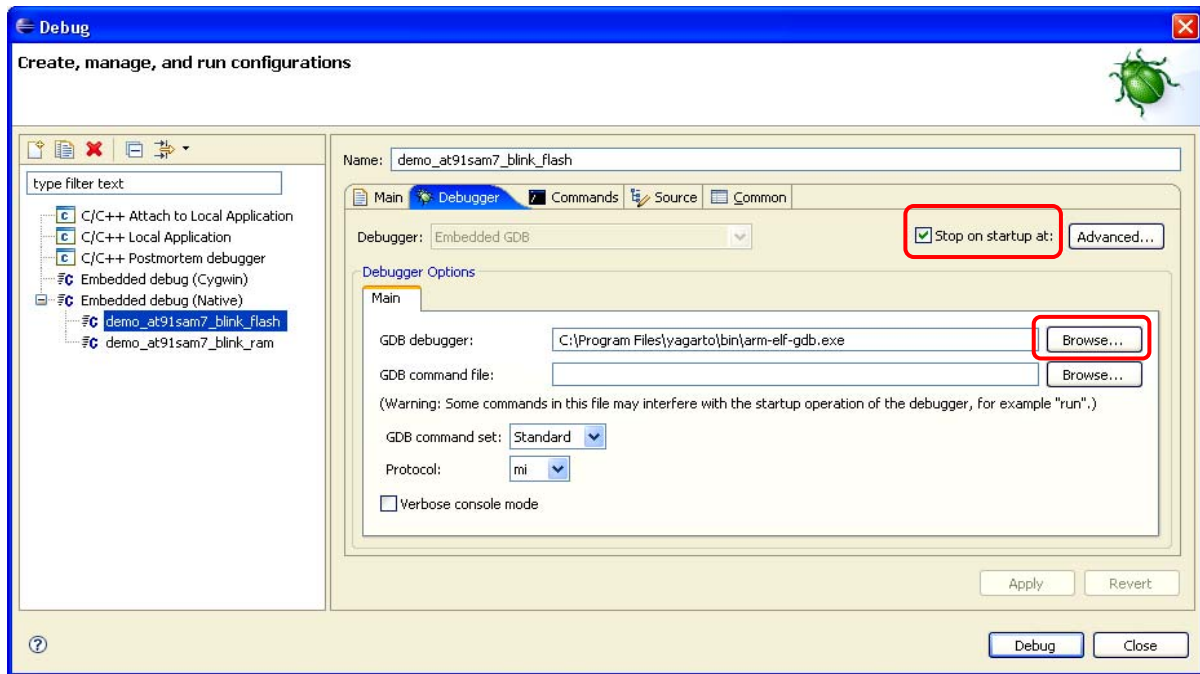 Debug
Create, manage, and run configurations
type filter text
C/C++ Attach to Local Application
C/C++ Local Application
C/C++ Postmortem debugger
Embedded debug (Cygwin)
Embedded debug (Native)
demo_at91sam7_blink_flash
demo_at91sam7_blink_ram
Name: demo_at91sam7_blink_flash
Main Debugger Commands Source Common
Debugger: Embedded GDB Stop on startup at: Advanced...
Debugger Options
Main
GDB debugger: C:\Program Files\yagarto\bin\arm-elf-gdb.exe Browse...
GDB command file: Browse...
(Warning: Some commands in this file may interfere with the startup operation of the debugger, for example "run".)
GDB command set: Standard
Protocol: mi
Verbose console mode
Apply Revert
Debug Close